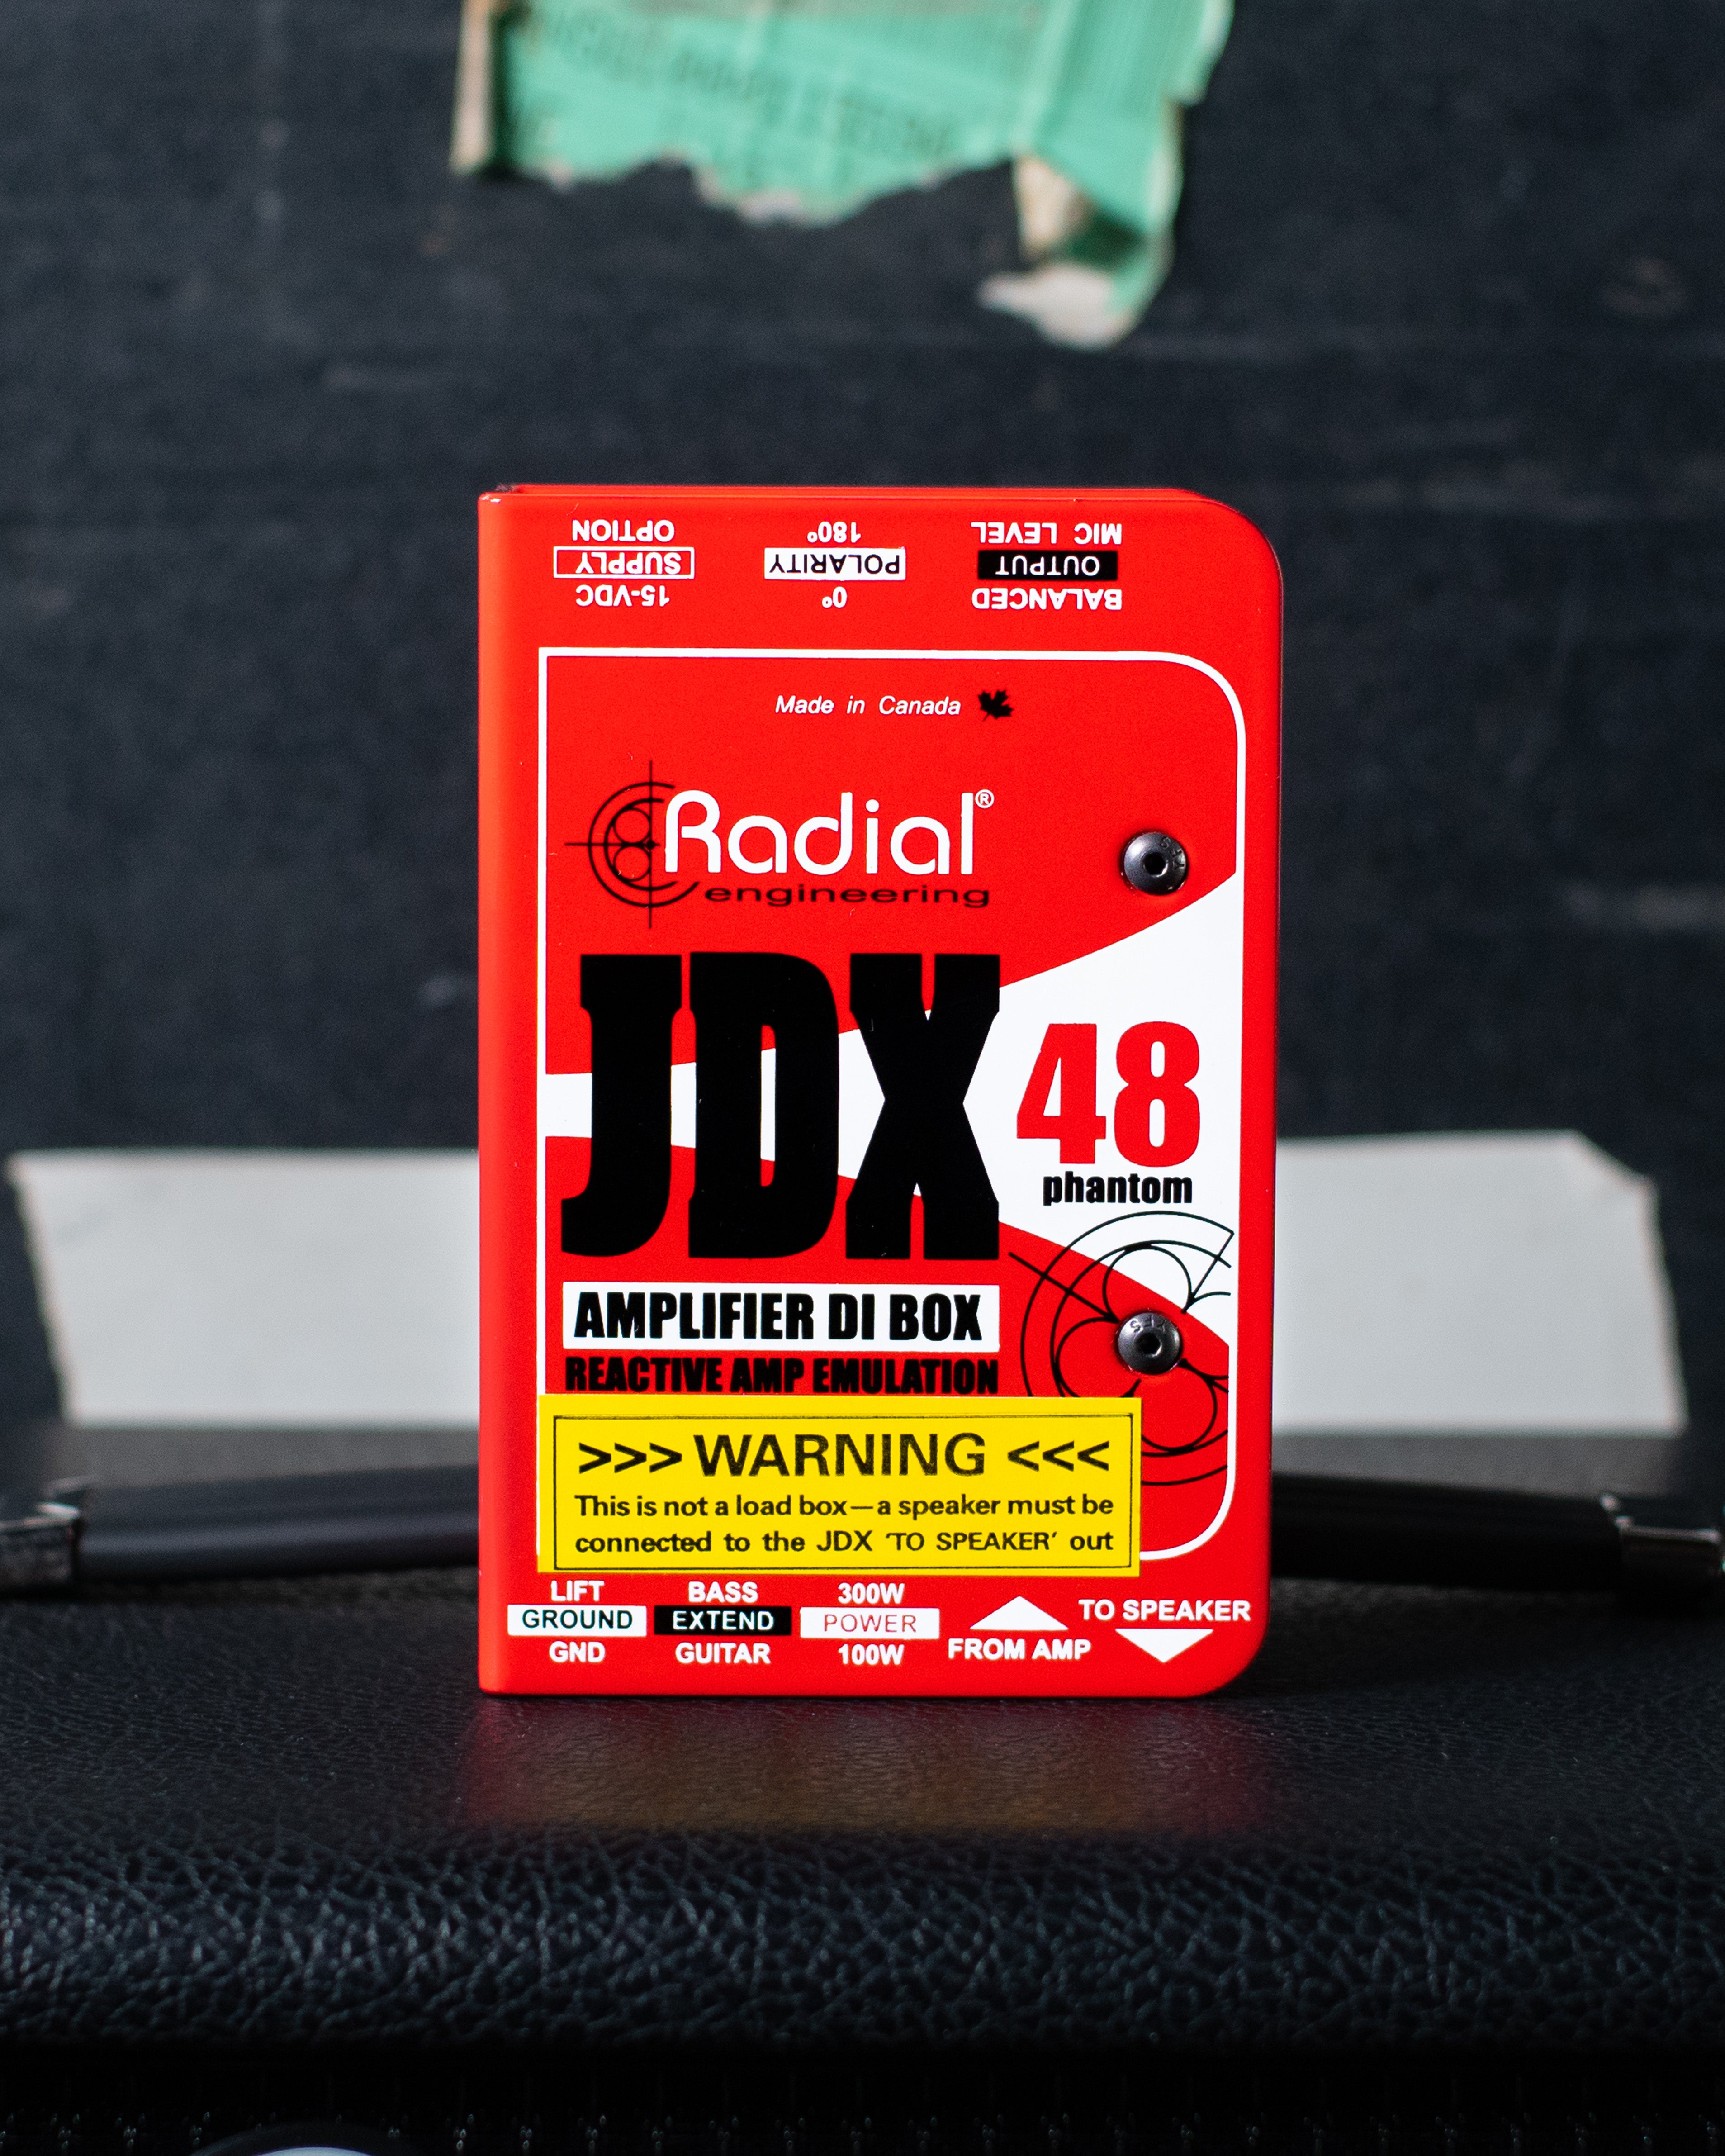 OPTION
SUPPLY
15-VDC
180°
POLARITY
0°
MIC LEVEL
OUTPUT
BALANCED
Made in Canada
Radial®
engineering
JDX
48
phantom
AMPLIFIER DI BOX
REACTIVE AMP EMULATION
>>> WARNING <<<
This is not a load box—a speaker must be
connected to the JDX 'TO SPEAKER' out
LIFT
GROUND
GND
BASS
EXTEND
GUITAR
300W
POWER
100W
FROM AMP
TO SPEAKER